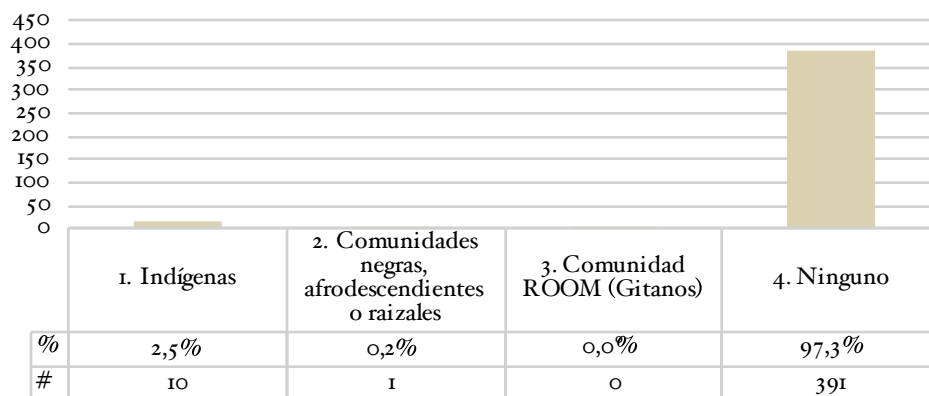 450
400
350
300
250
200
150
100
50
0
1. Indígenas
2. Comunidades
negras,
afrodescendientes
o raizales
3. Comunidad
ROOM (Gitanos)
4. Ninguno
% 2,5% 0,2% 0,0% 97,3%
# 10 1 0 391